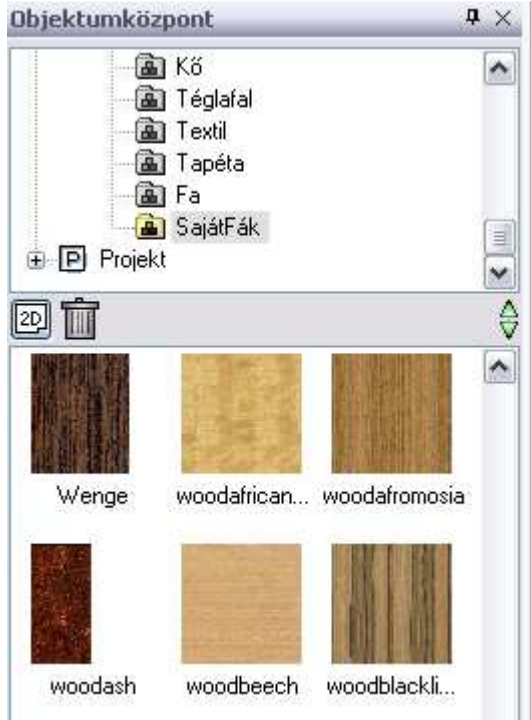 Objektumközpont
Kő
Téglafal
Textil
Tapéta
Fa
SajátFák
P Projekt
2D
Wenge woodafrican... woodafromosia
woodash woodbeech woodblackli...